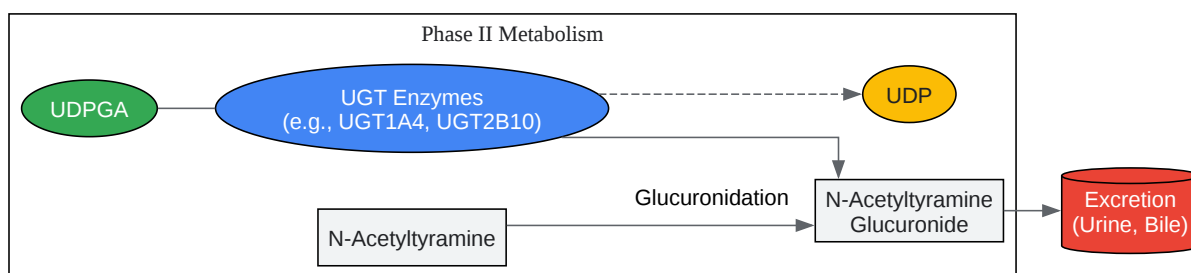 Phase II Metabolism
UDPGA
UGT Enzymes
(e.g., UGT1A4, UGT2B10)
UDP
Glucuronidation
N-Acetyltyramine
N-Acetyltyramine
Glucuronide
Excretion
(Urine, Bile)